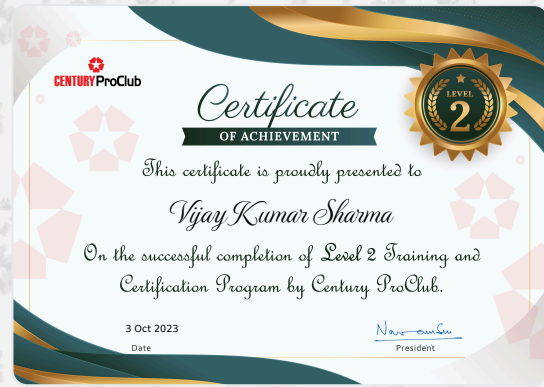 CENTURY ProClub
LEVEL
2
Certificate
OF ACHIEVEMENT
This certificate is proudly presented to
Vijay Kumar Sharma
On the successful completion of Level 2 Training and
Certification Program by Century ProClub.
3 Oct 2023
Date
President